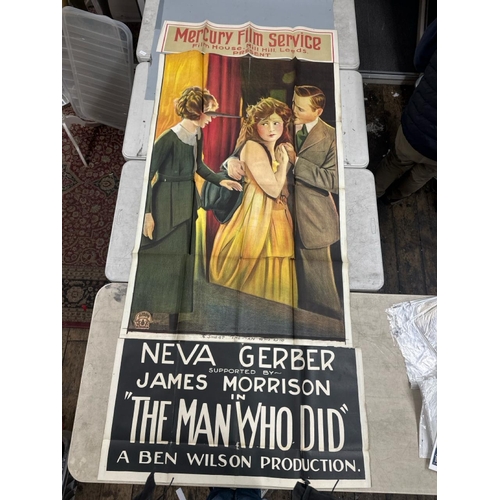 Mercury Film Service
Film House Mill Hill Leeds
PRESENT
NEVA GERBER
SUPPORTED BY
JAMES MORRISON
IN
"THE MAN WHO DID"
A BEN WILSON PRODUCTION.